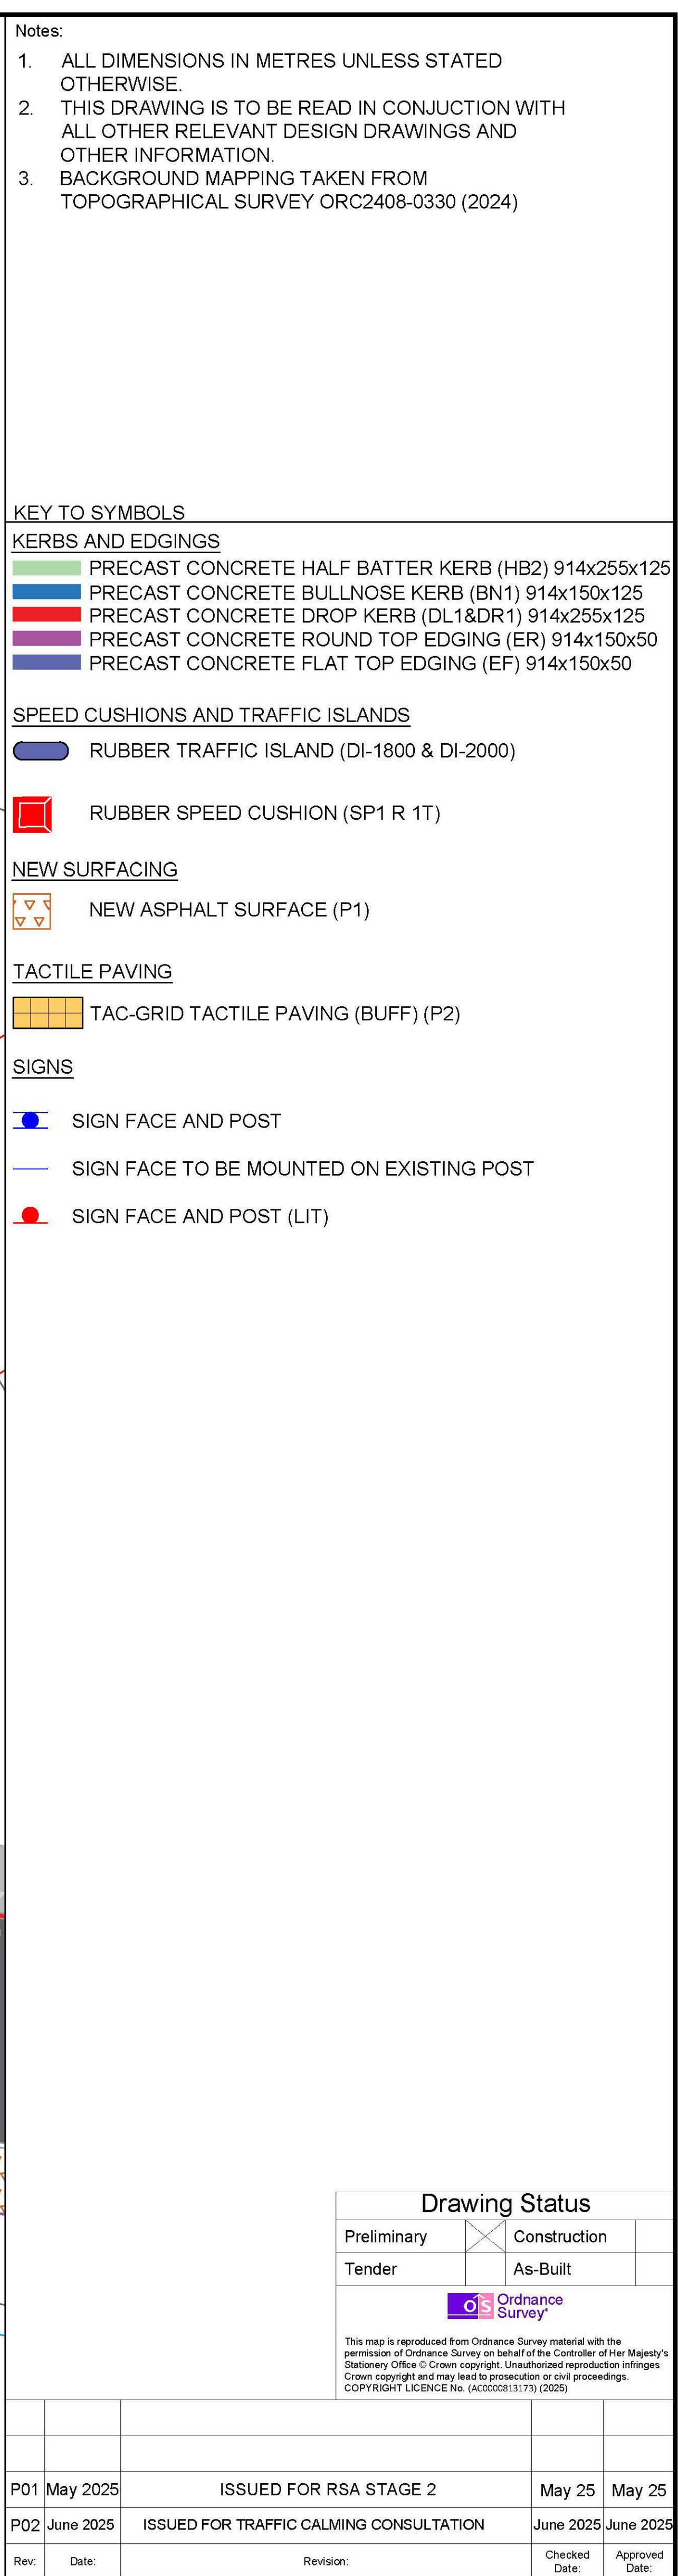 Notes:
1. ALL DIMENSIONS IN METRES UNLESS STATED
OTHERWISE.
2. THIS DRAWING IS TO BE READ IN CONJUCTION WITH
ALL OTHER RELEVANT DESIGN DRAWINGS AND
OTHER INFORMATION.
3. BACKGROUND MAPPING TAKEN FROM
TOPOGRAPHICAL SURVEY ORC2408-0330 (2024)
KEY TO SYMBOLS
KERBS AND EDGINGS
PRECAST CONCRETE HALF BATTER KERB (HB2) 914x255x125
PRECAST CONCRETE BULLNOSE KERB (BN1) 914x150x125
PRECAST CONCRETE DROP KERB (DL1&DR1) 914x255x125
PRECAST CONCRETE ROUND TOP EDGING (ER) 914x150x50
PRECAST CONCRETE FLAT TOP EDGING (EF) 914x150x50
SPEED CUSHIONS AND TRAFFIC ISLANDS
RUBBER TRAFFIC ISLAND (DI-1800 & DI-2000)
RUBBER SPEED CUSHION (SP1 R 1T)
NEW SURFACING
NEW ASPHALT SURFACE (P1)
TACTILE PAVING
TAC-GRID TACTILE PAVING (BUFF) (P2)
SIGNS
SIGN FACE AND POST
SIGN FACE TO BE MOUNTED ON EXISTING POST
SIGN FACE AND POST (LIT)
Drawing Status
Preliminary Construction
Tender As-Built
OS Ordnance
Survey®
This map is reproduced from Ordnance Survey material with the
permission of Ordnance Survey on behalf of the Controller of Her Majesty's
Stationery Office © Crown copyright. Unauthorized reproduction infringes
Crown copyright and may lead to prosecution or civil proceedings.
COPYRIGHT LICENCE No. (AC0000813173) (2025)
P01 May 2025 ISSUED FOR RSA STAGE 2 May 25 May 25
P02 June 2025 ISSUED FOR TRAFFIC CALMING CONSULTATION June 2025 June 2025
Rev: Date: Revision: Checked Date: Approved Date: